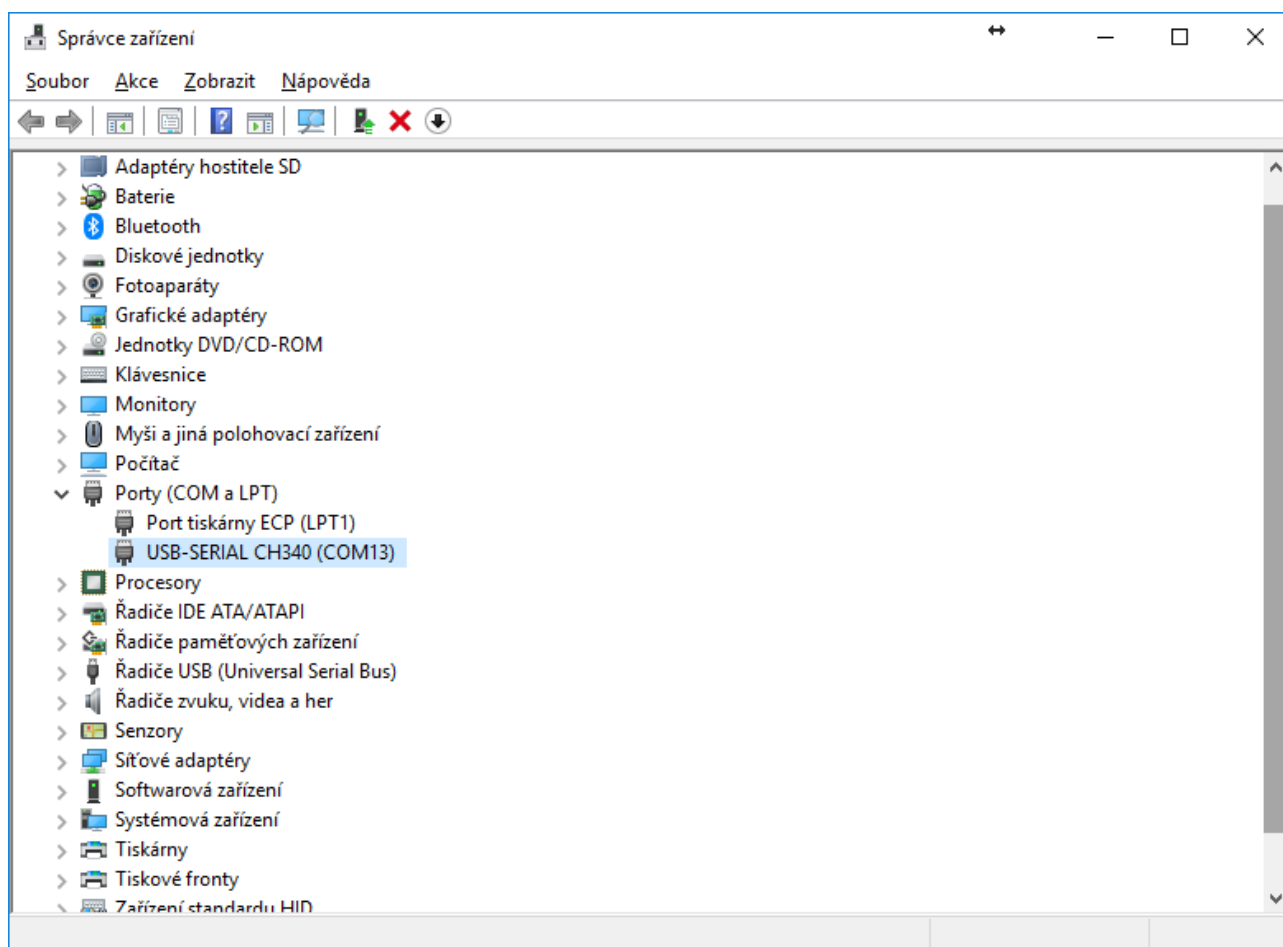 Správce zařízení
Soubor Akce Zobrazit Nápověda
Adaptéry hostitele SD
Baterie
Bluetooth
Diskové jednotky
Fotoaparáty
Grafické adaptéry
Jednotky DVD/CD-ROM
Klávesnice
Monitory
Myši a jiná polohovací zařízení
Počítač
Porty (COM a LPT)
Port tiskárny ECP (LPT1)
USB-SERIAL CH340 (COM13)
Procesory
Řadiče IDE ATA/ATAPI
Řadiče paměťových zařízení
Řadiče USB (Universal Serial Bus)
Řadiče zvuku, videa a her
Senzory
Síťové adaptéry
Softwarová zařízení
Systémová zařízení
Tiskárny
Tiskové fronty
Zařízení standardu HID